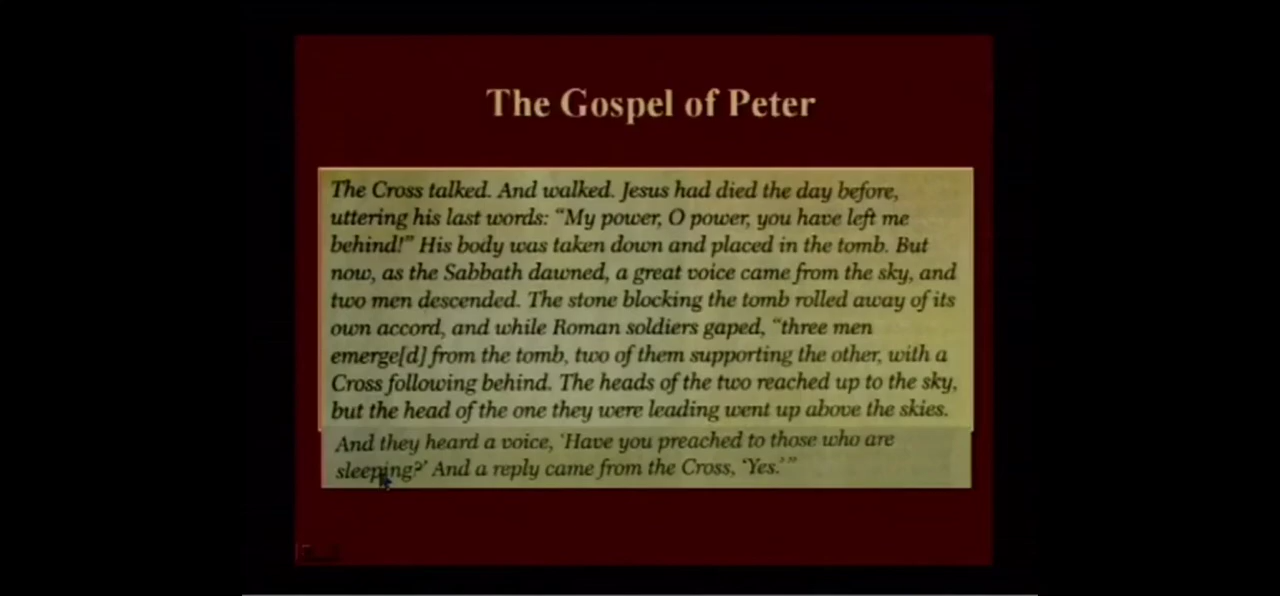 The Gospel of Peter
The Cross talked. And walked. Jesus had died the day before,
uttering his last words: “My power, O power, you have left me
behind!” His body was taken down and placed in the tomb. But
now, as the Sabbath dawned, a great voice came from the sky, and
two men descended. The stone blocking the tomb rolled away of its
own accord, and while Roman soldiers gaped, “three men
emerge[d] from the tomb, two of them supporting the other, with a
Cross following behind. The heads of the two reached up to the sky,
but the head of the one they were leading went up above the skies.
And they heard a voice, ‘Have you preached to those who are
sleeping?’ And a reply came from the Cross, ‘Yes.’”